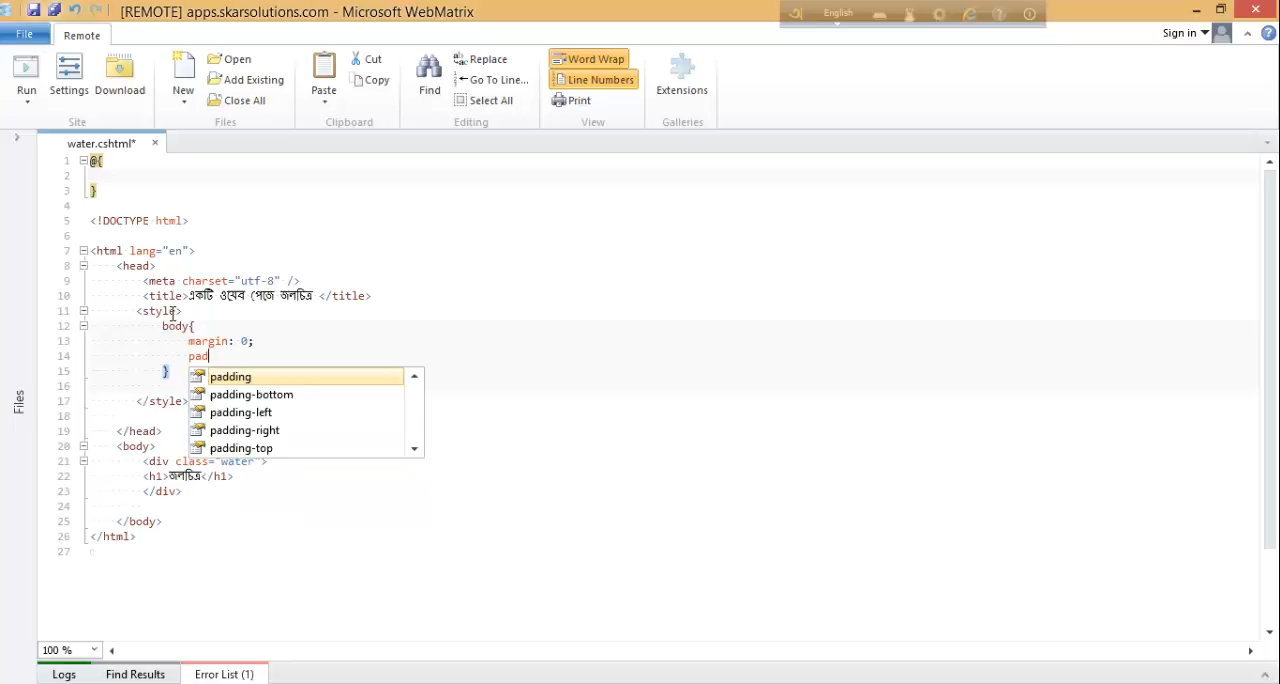 [REMOTE] apps.skarsolutions.com - Microsoft WebMatrix
English
File
Remote
Sign in
Run
Settings
Download
Site
New
Open
Add Existing
Close All
Files
Paste
Cut
Copy
Clipboard
Find
Replace
Go To Line...
Select All
Editing
Word Wrap
Line Numbers
Print
View
Extensions
Galleries
water.cshtml*
1 @{
2
3 }
4
5 <!DOCTYPE html>
6
7 <html lang="en">
8 <head>
9 <meta charset="utf-8" />
10 <title>একটি ওয়েব পেজে জলচিত্র </title>
11 <style>
12 body{
13 margin: 0;
14 pad
15 }
16
17 </style>
18
19 </head>
20 <body>
21 <div class="water">
22 <h1>জলচিত্র</h1>
23 </div>
24
25 </body>
26 </html>
27
padding
padding-bottom
padding-left
padding-right
padding-top
Files
100 %
Logs
Find Results
Error List (1)